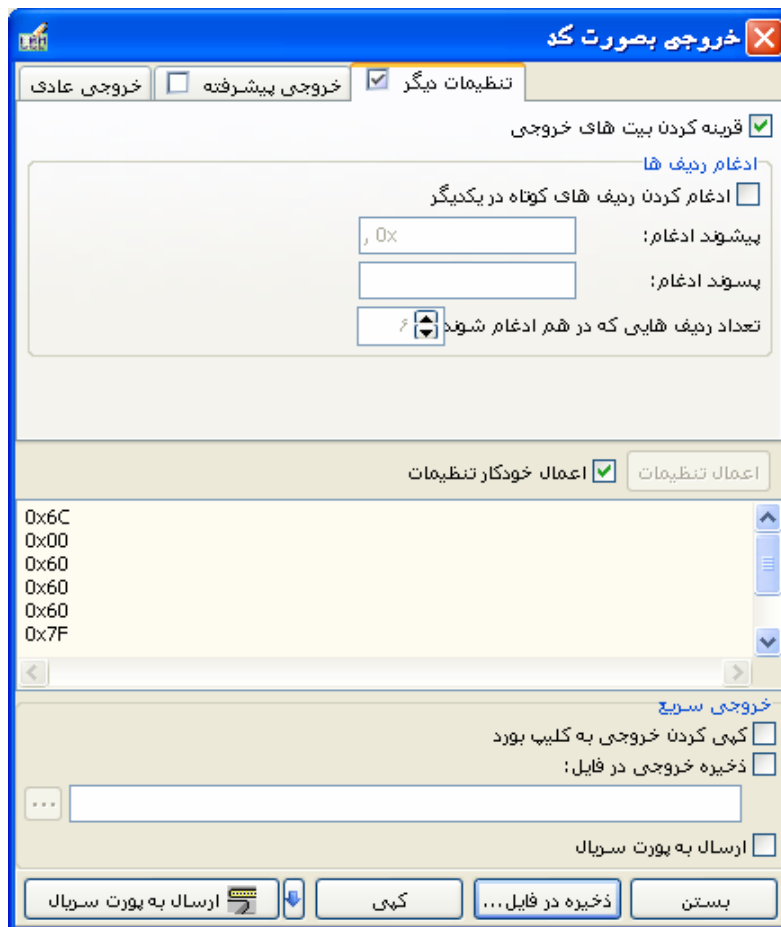 خروجی بصورت کد
تنظیمات دیگر
خروجی پیشرفته
خروجی عادی
قرینه کردن بیت های خروجی
ادغام ردیف ها
ادغام کردن ردیف های کوتاه در یکدیگر
پیشوند ادغام: , 0x
پسوند ادغام:
تعداد ردیف هایی که در هم ادغام شوند ۶
اعمال تنظیمات
اعمال خودکار تنظیمات
0x6C
0x00
0x60
0x60
0x60
0x7F
خروجی سریع
کپی کردن خروجی به کلیپ بورد
ذخیره خروجی در فایل:
...
ارسال به پورت سریال
بستن
ذخیره در فایل...
کپی
ارسال به پورت سریال